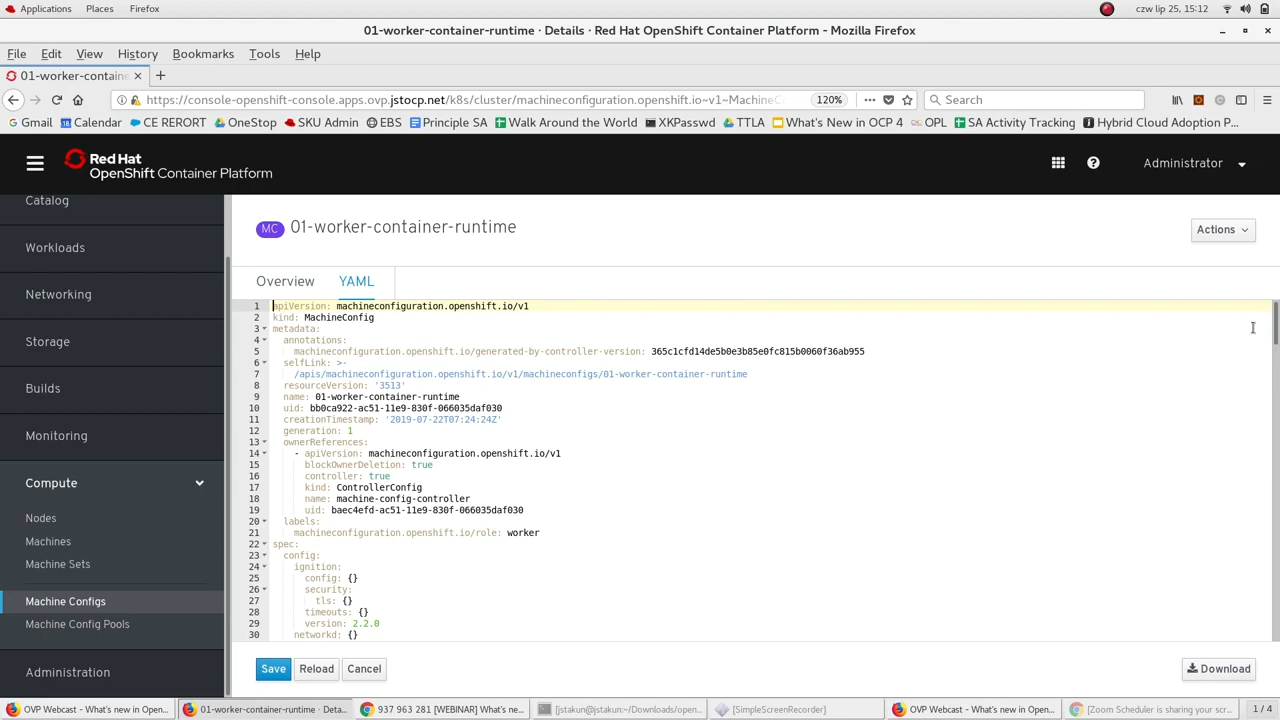 Applications Places Firefox czw lip 25, 15:12
01-worker-container-runtime · Details · Red Hat OpenShift Container Platform - Mozilla Firefox
File Edit View History Bookmarks Tools Help
01-worker-containe
https://console-openshift-console.apps.ovp.jstocp.net/k8s/cluster/machineconfiguration.openshift.io~v1~MachineC 120% Search
Gmail Calendar CE RERORT OneStop SKU Admin EBS Principle SA Walk Around the World XKPasswd TTLA What's New in OCP 4 OPL SA Activity Tracking Hybrid Cloud Adoption P...
Red Hat
OpenShift Container Platform
Administrator
Catalog
Workloads
Networking
Storage
Builds
Monitoring
Compute
Nodes
Machines
Machine Sets
Machine Configs
Machine Config Pools
Administration
MC 01-worker-container-runtime
Actions
Overview YAML
1 apiVersion: machineconfiguration.openshift.io/v1
2 kind: MachineConfig
3 metadata:
4 annotations:
5 machineconfiguration.openshift.io/generated-by-controller-version: 365c1cfd14de5b0e3b85e0fc815b0060f36ab955
6 selfLink: >-
7 /apis/machineconfiguration.openshift.io/v1/machineconfigs/01-worker-container-runtime
8 resourceVersion: '3513'
9 name: 01-worker-container-runtime
10 uid: bb0ca922-ac51-11e9-830f-066035daf030
11 creationTimestamp: '2019-07-22T07:24:24Z'
12 generation: 1
13 ownerReferences:
14 - apiVersion: machineconfiguration.openshift.io/v1
15 blockOwnerDeletion: true
16 controller: true
17 kind: ControllerConfig
18 name: machine-config-controller
19 uid: baec4efd-ac51-11e9-830f-066035daf030
20 labels:
21 machineconfiguration.openshift.io/role: worker
22 spec:
23 config:
24 ignition:
25 config: {}
26 security:
27 tls: {}
28 timeouts: {}
29 version: 2.2.0
30 networkd: {}
Save Reload Cancel Download
OVP Webcast - What's new in Open... 01-worker-container-runtime · Deta... 937 963 281 [WEBINAR] What's ne... [jstakun@jstakun:~/Downloads/open... [SimpleScreenRecorder] OVP Webcast - What's new in Open... [Zoom Scheduler is sharing your scr... 1 / 4